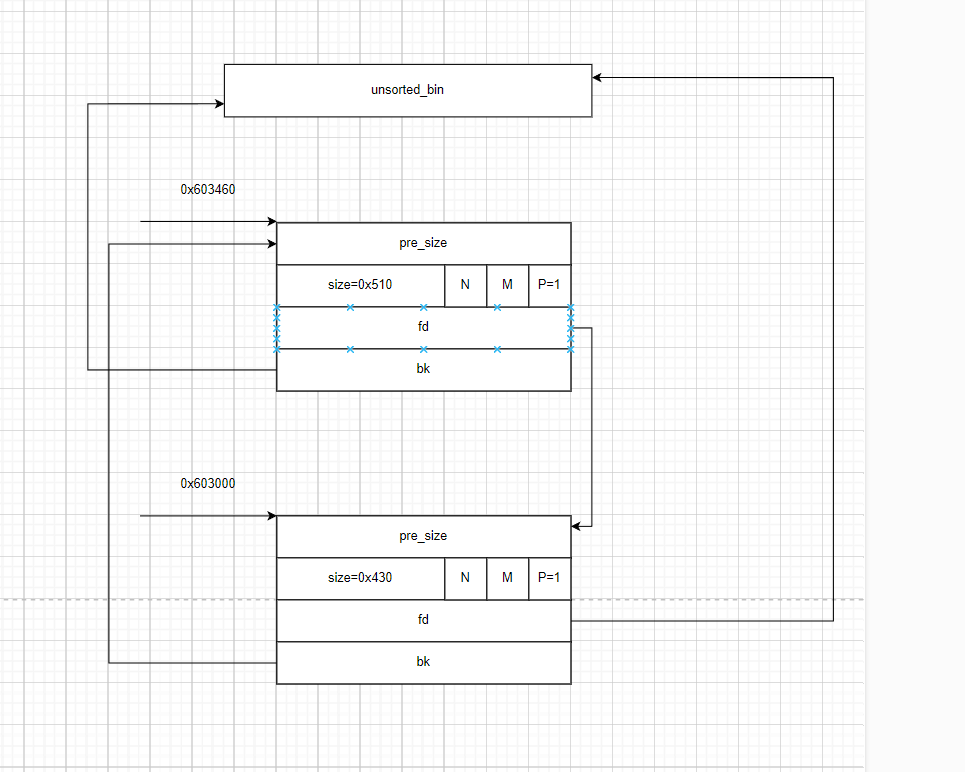 unsorted_bin
0x603460
pre_size
size=0x510 N M P=1
fd
bk
0x603000
pre_size
size=0x430 N M P=1
fd
bk